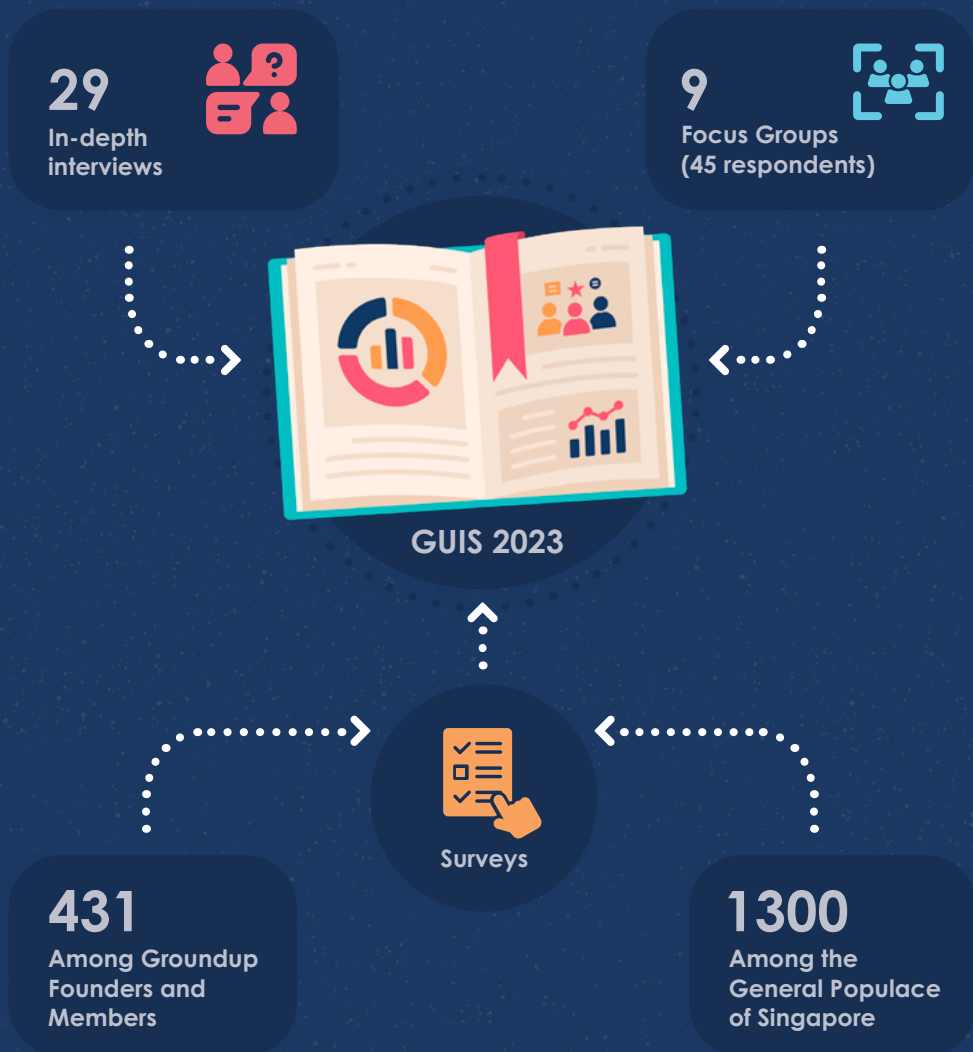 29
In-depth
interviews
9
Focus Groups
(45 respondents)
GUIS 2023
Surveys
431
Among Groundup
Founders and
Members
1300
Among the
General Populace
of Singapore